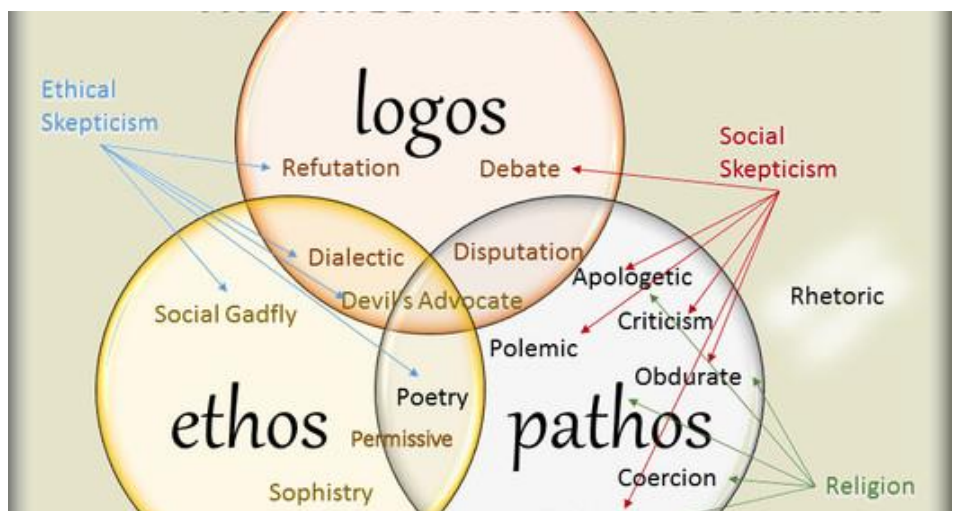 logos
Ethical
Skepticism
Social
Skepticism
Refutation
Debate
Dialectic
Disputation
Apologetic
Devil's Advocate
Social Gadfly
Rhetoric
Criticism
Polemic
Obdurate
Poetry
ethos
pathos
Permissive
Coercion
Sophistry
Religion